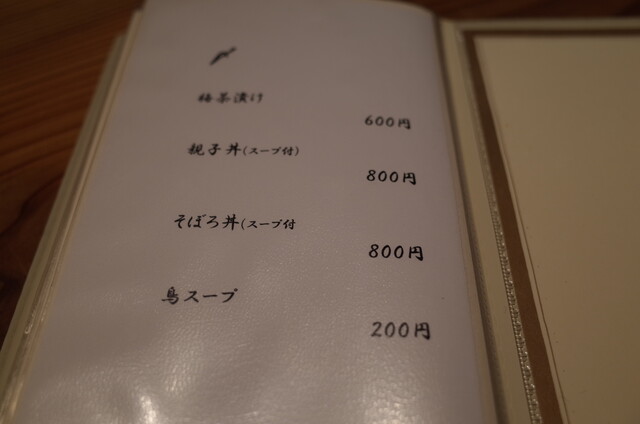 〆
梅茶漬け
600円
親子丼(スープ付)
800円
そぼろ丼(スープ付
800円
鳥スープ
200円